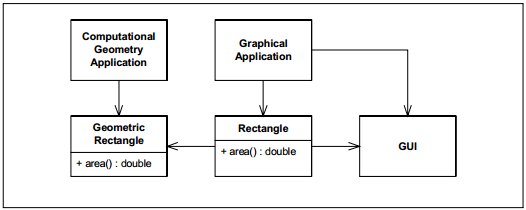 Computational
Geometry
Application
Graphical
Application
Geometric
Rectangle
+ area() : double
Rectangle
+ area() : double
GUI